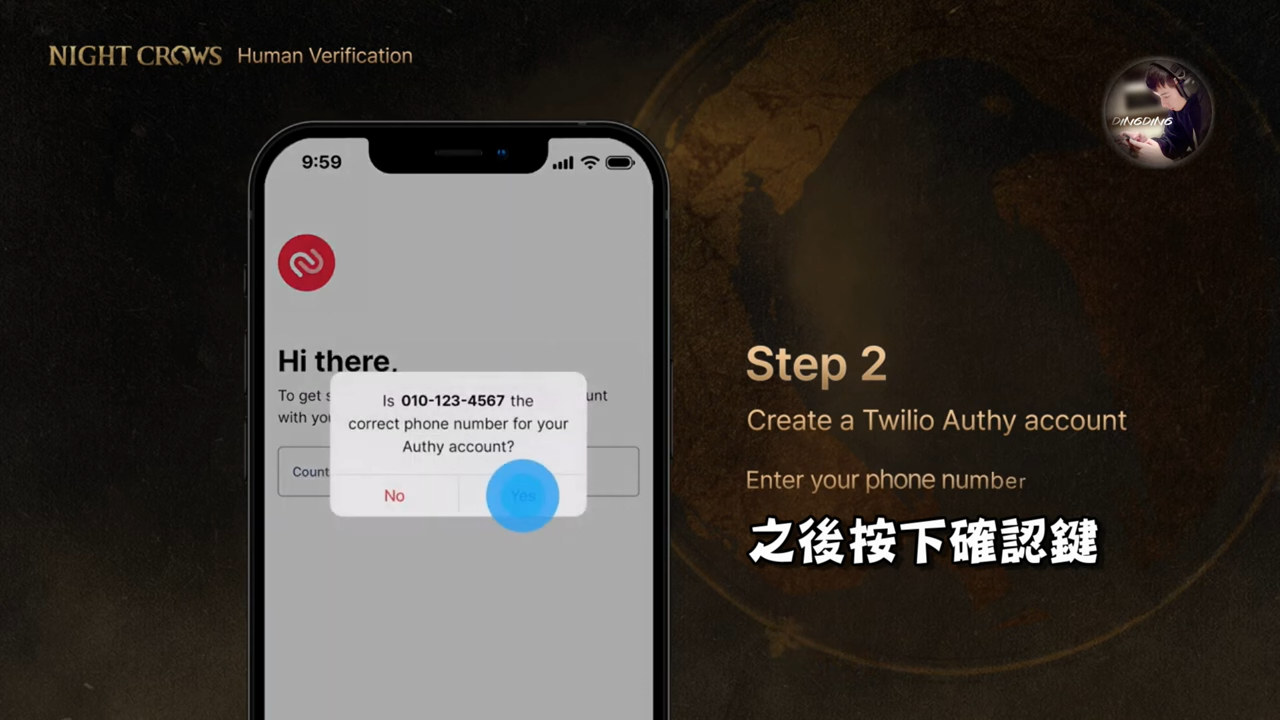 NIGHT CROWS Human Verification
DINGDING
9:59
Hi there,
To get s
unt
with you
Is 010-123-4567 the
correct phone number for your
Authy account?
Count
No
Yes
Step 2
Create a Twilio Authy account
Enter your phone number
之後按下確認鍵